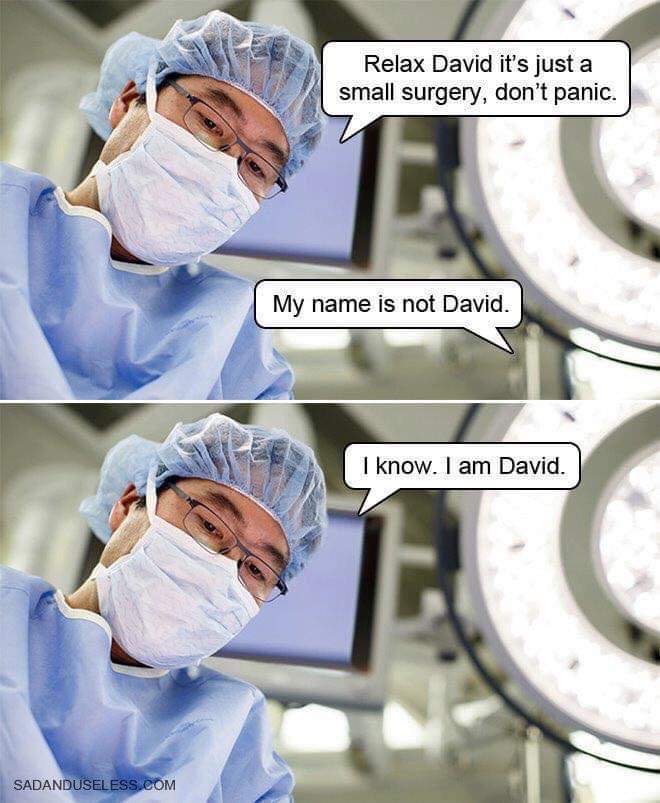 Relax David it's just a
small surgery, don't panic.
My name is not David.
I know. I am David.
SADANDUSELESS.COM